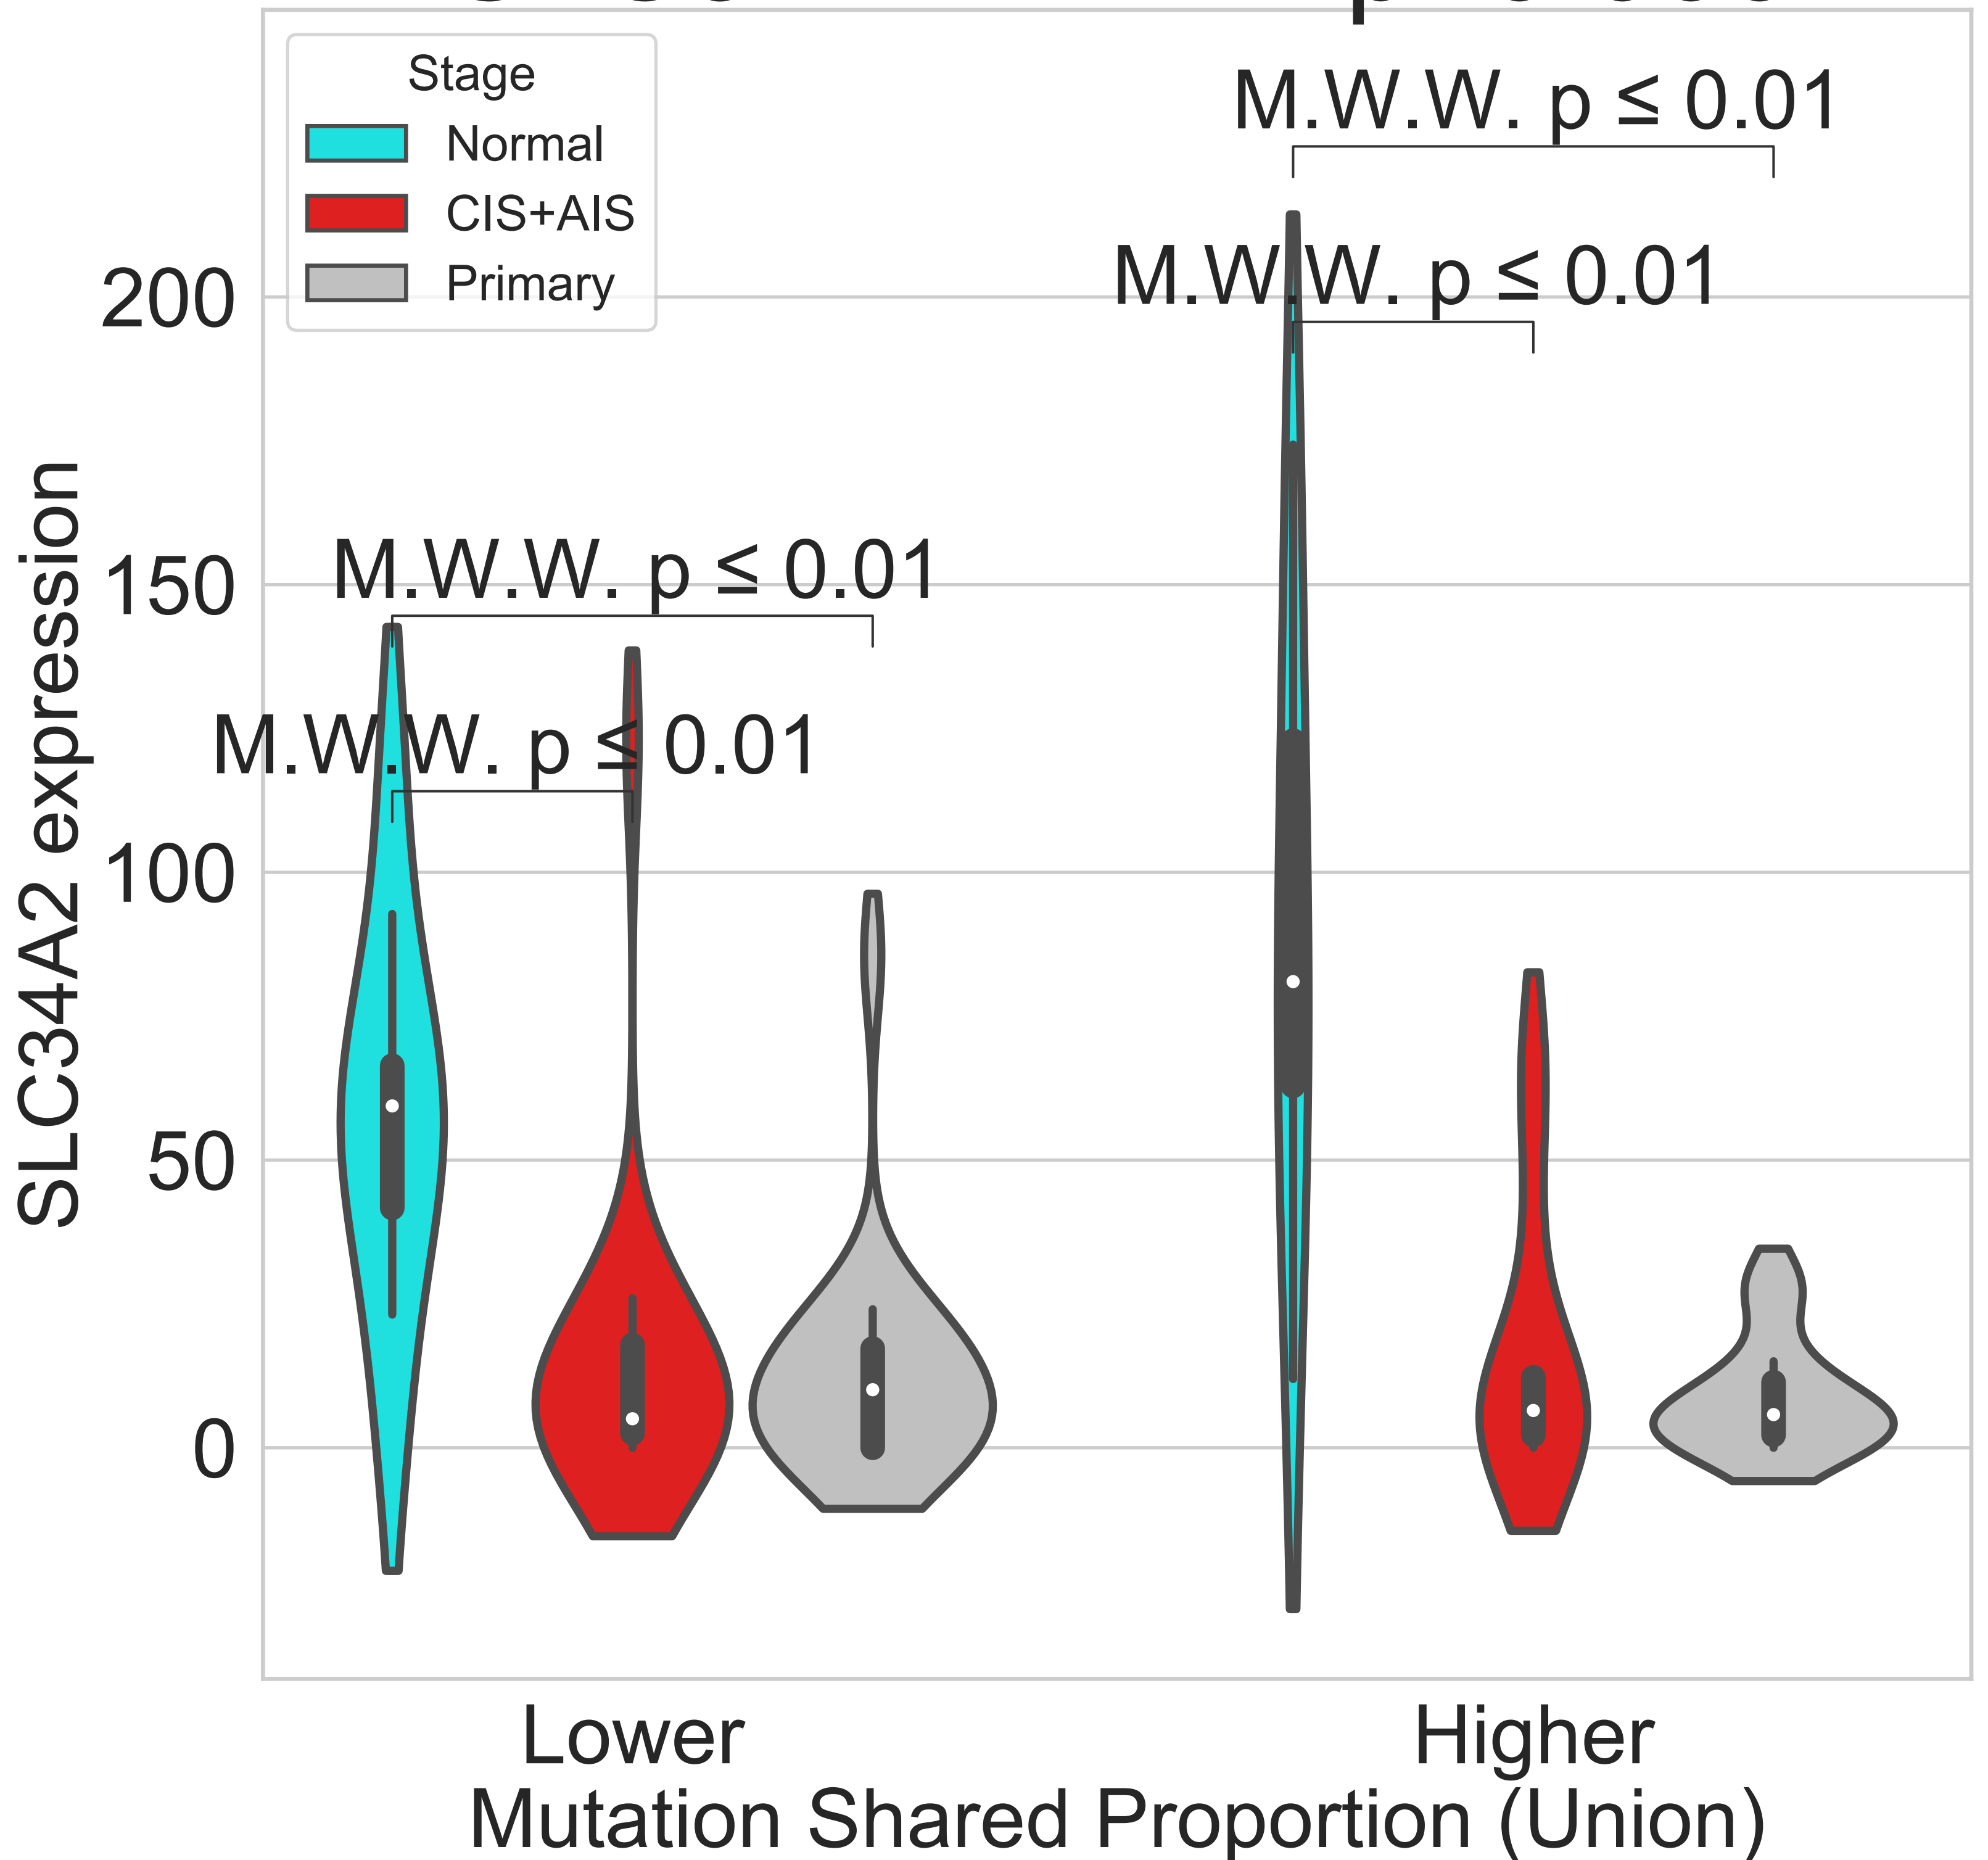 Stage
Normal
CIS+AIS
Primary
M.W.W. p ≤ 0.01
M.W.W. p ≤ 0.01
M.W.W. p ≤ 0.01
M.W.W. p ≤ 0.01
200
150
100
50
0
SLC34A2 expression
Lower
Higher
Mutation Shared Proportion (Union)